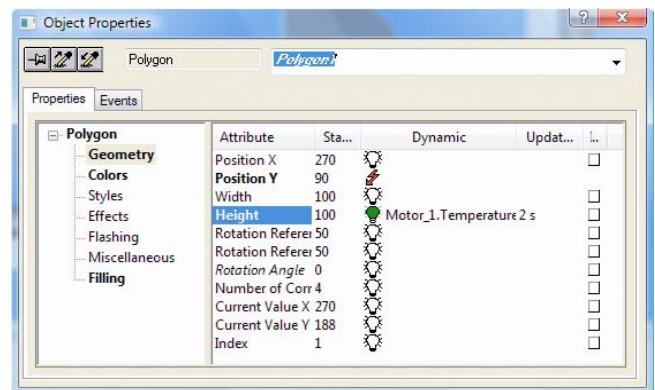 Object Properties
Polygon Polygon1
Properties Events
Polygon
Geometry
Colors
Styles
Effects
Flashing
Miscellaneous
Filling
Attribute Sta... Dynamic Updat... I..
Position X 270
Position Y 90
Width 100
Height 100 Motor_1.Temperature 2 s
Rotation Referer 50
Rotation Referer 50
Rotation Angle 0
Number of Corr 4
Current Value X 270
Current Value Y 188
Index 1